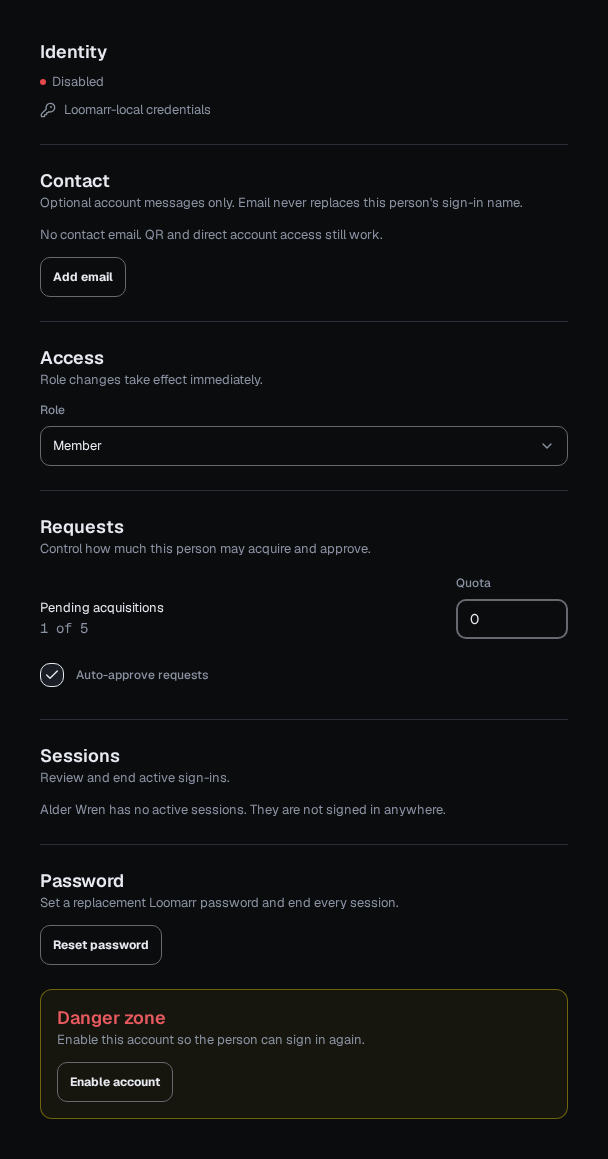 Identity
Disabled
Loomarr-local credentials
Contact
Optional account messages only. Email never replaces this person's sign-in name.
No contact email. QR and direct account access still work.
Add email
Access
Role changes take effect immediately.
Role
Member
Requests
Control how much this person may acquire and approve.
Quota
Pending acquisitions
0
1 of 5
Auto-approve requests
Sessions
Review and end active sign-ins.
Alder Wren has no active sessions. They are not signed in anywhere.
Password
Set a replacement Loomarr password and end every session.
Reset password
Danger zone
Enable this account so the person can sign in again.
Enable account